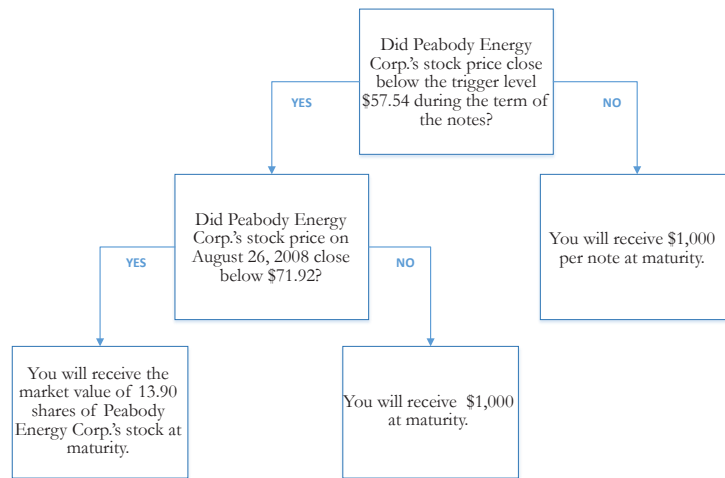 Did Peabody Energy
Corp.'s stock price close
below the trigger level
$57.54 during the term of
the notes?
YES
NO
Did Peabody Energy
Corp.'s stock price on
August 26, 2008 close
below $71.92?
You will receive $1,000
per note at maturity.
YES
NO
You will receive the
market value of 13.90
shares of Peabody
Energy Corp.'s stock at
maturity.
You will receive $1,000
at maturity.